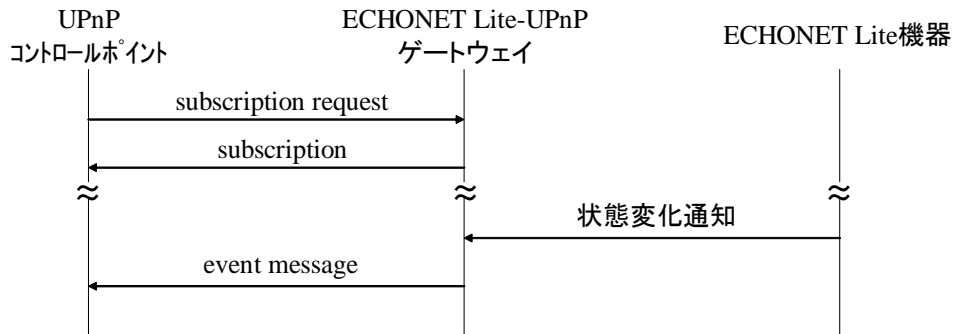 UPnP
コントロールポイント
ECHONET Lite-UPnP
ゲートウェイ
ECHONET Lite機器
subscription request
subscription
≈ ≈ ≈
状態変化通知
event message